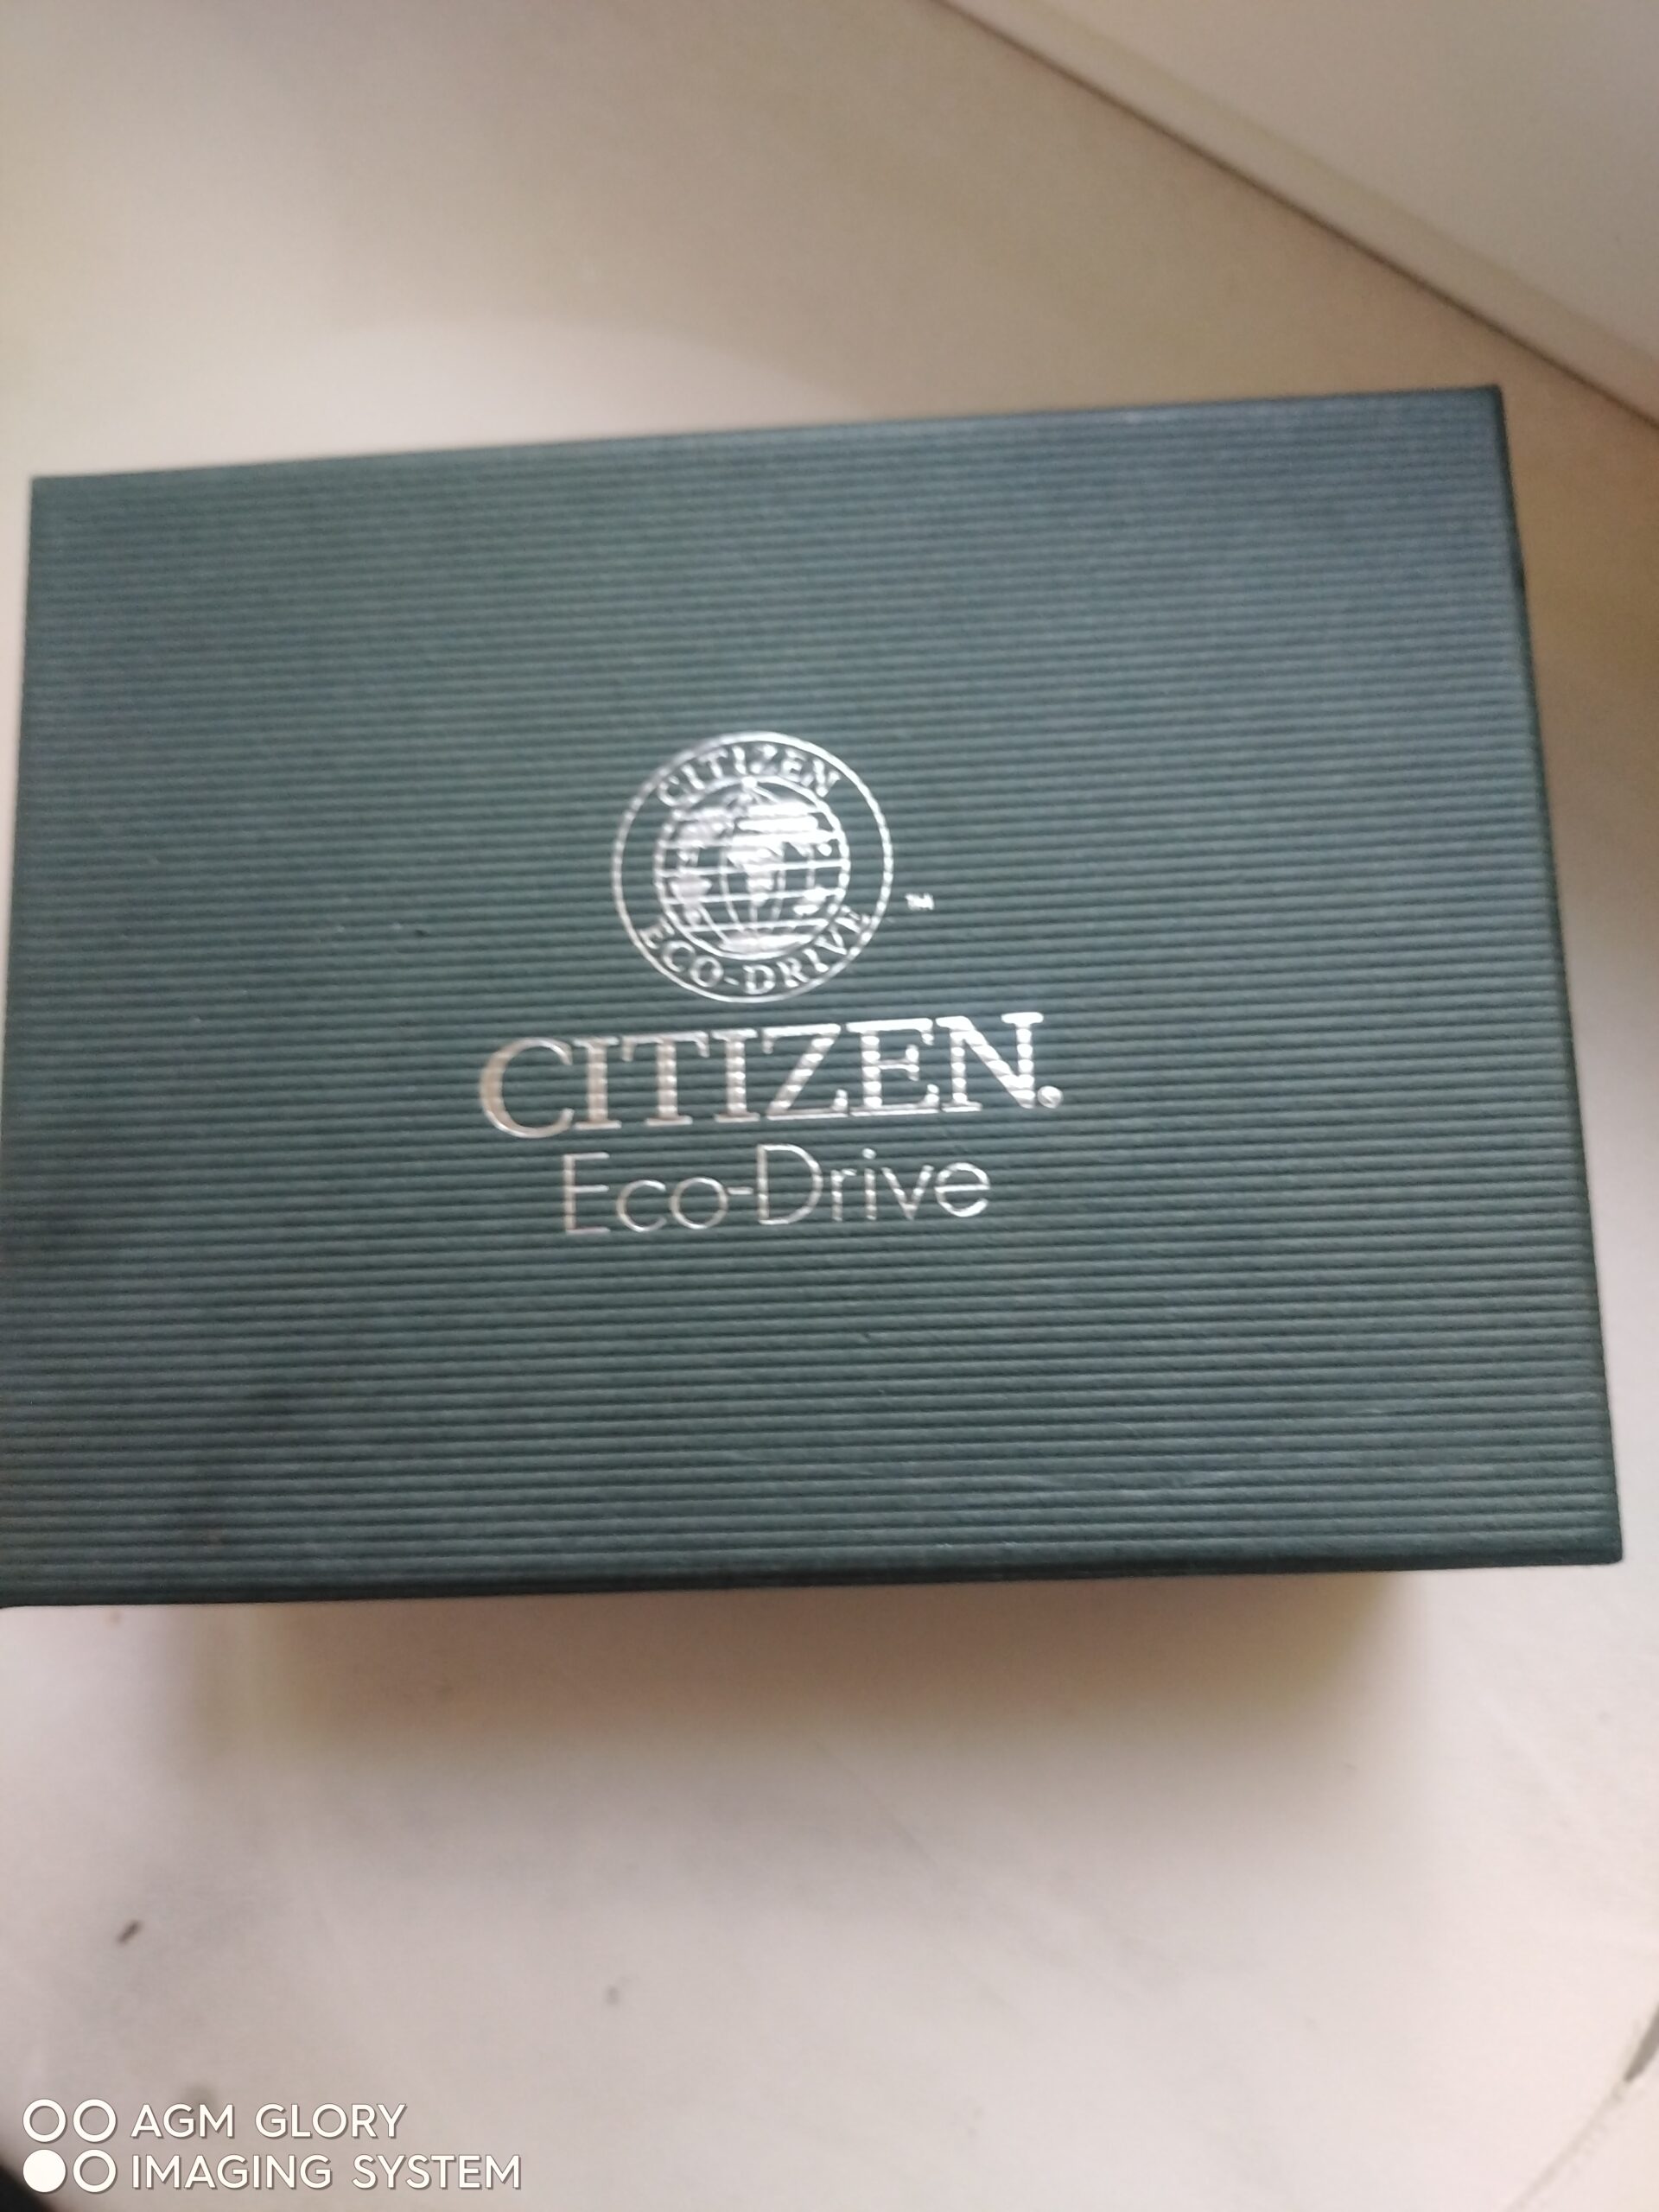 CITIZEN
ECO-DRIVE
™
CITIZEN®
Eco-Drive
AGM GLORY
IMAGING SYSTEM